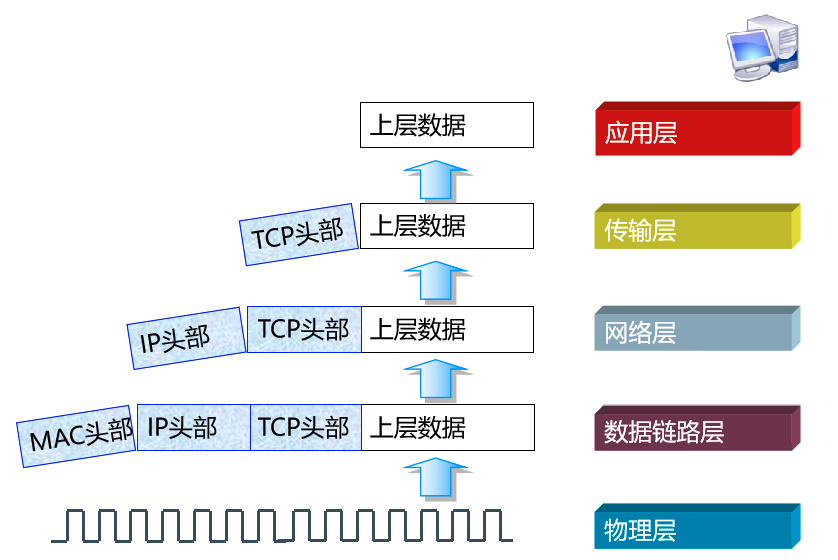 上层数据
应用层
TCP头部 上层数据
传输层
IP头部 TCP头部 上层数据
网络层
MAC头部 IP头部 TCP头部 上层数据
数据链路层
物理层